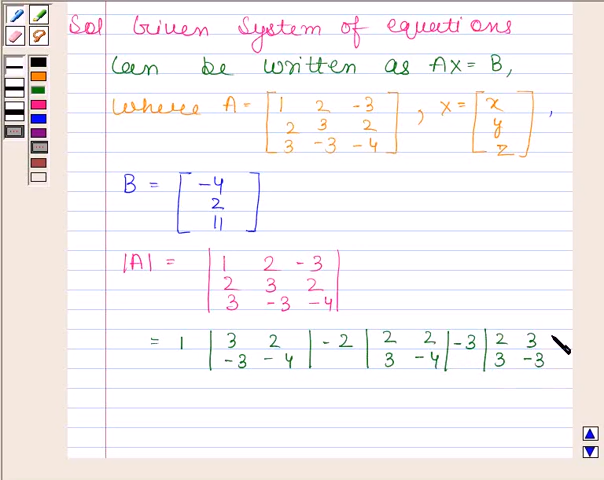 Sol Given System of equations
Can be written as AX = B,
Where A = [ 1 2 -3 ] , X = [ x ] ,
2 3 2 y
3 -3 -4 z
B = [ -4 ]
2
11
|A| = | 1 2 -3 |
2 3 2
3 -3 -4
= 1 | 3 2 | - 2 | 2 2 | -3 | 2 3
-3 -4 3 -4 3 -3